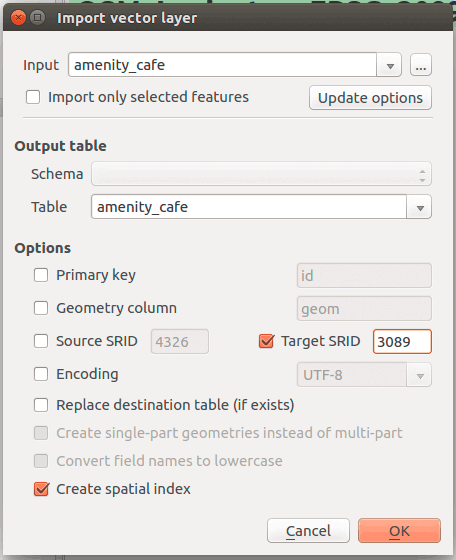 Import vector layer
Input amenity_cafe ...
Import only selected features Update options
Output table
Schema
Table amenity_cafe
Options
Primary key id
Geometry column geom
Source SRID 4326 Target SRID 3089
Encoding UTF-8
Replace destination table (if exists)
Create single-part geometries instead of multi-part
Convert field names to lowercase
Create spatial index
Cancel OK